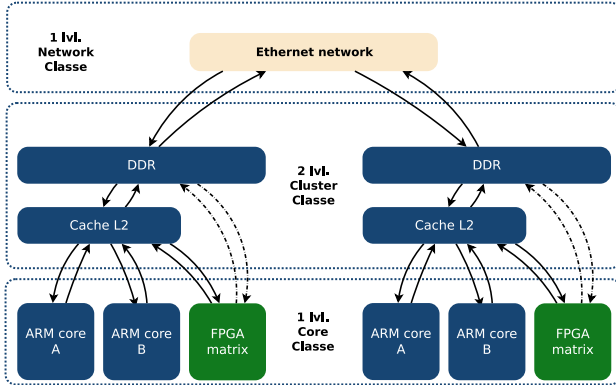 1 lvl.
Network
Classe
Ethernet network
DDR
2 lvl.
Cluster
Classe
DDR
Cache L2
Cache L2
ARM core
A
ARM core
B
FPGA
matrix
1 lvl.
Core
Classe
ARM core
A
ARM core
B
FPGA
matrix